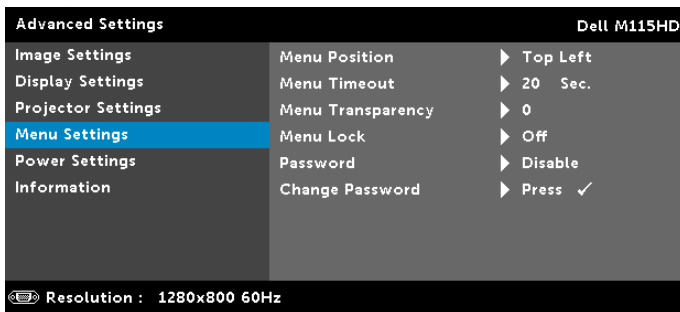 Advanced Settings Dell M115HD
Image Settings Menu Position Top Left
Display Settings Menu Timeout 20 Sec.
Projector Settings Menu Transparency 0
Menu Settings Menu Lock Off
Power Settings Password Disable
Information Change Password Press ✓
Resolution : 1280x800 60Hz